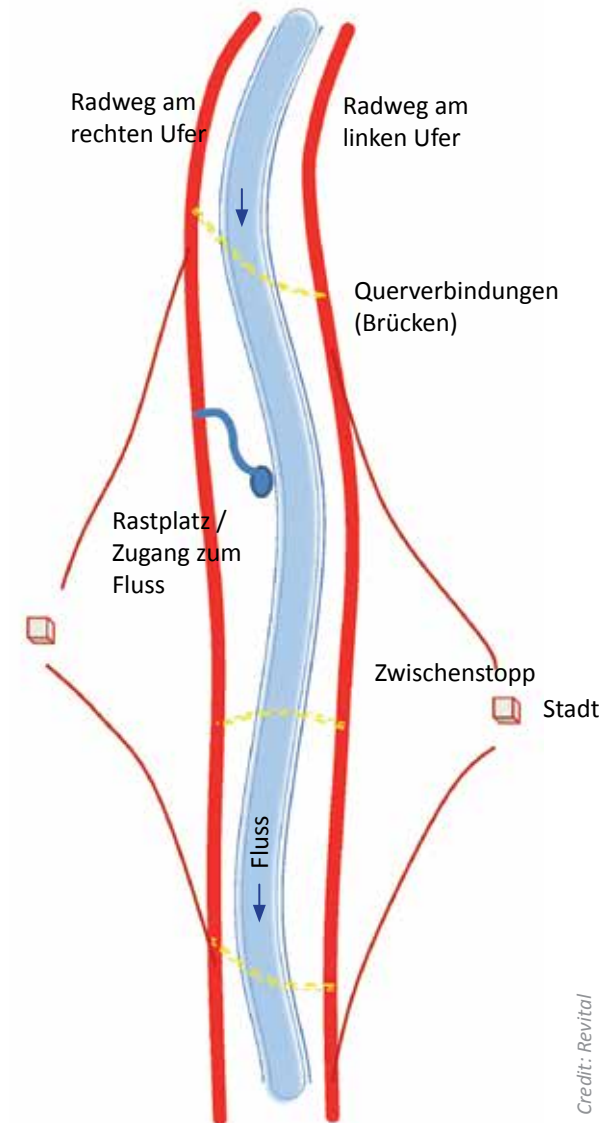 Radweg am
rechten Ufer
Radweg am
linken Ufer
Querverbindungen
(Brücken)
Rastplatz /
Zugang zum
Fluss
Zwischenstopp
Stadt
Fluss
Credit: Revital